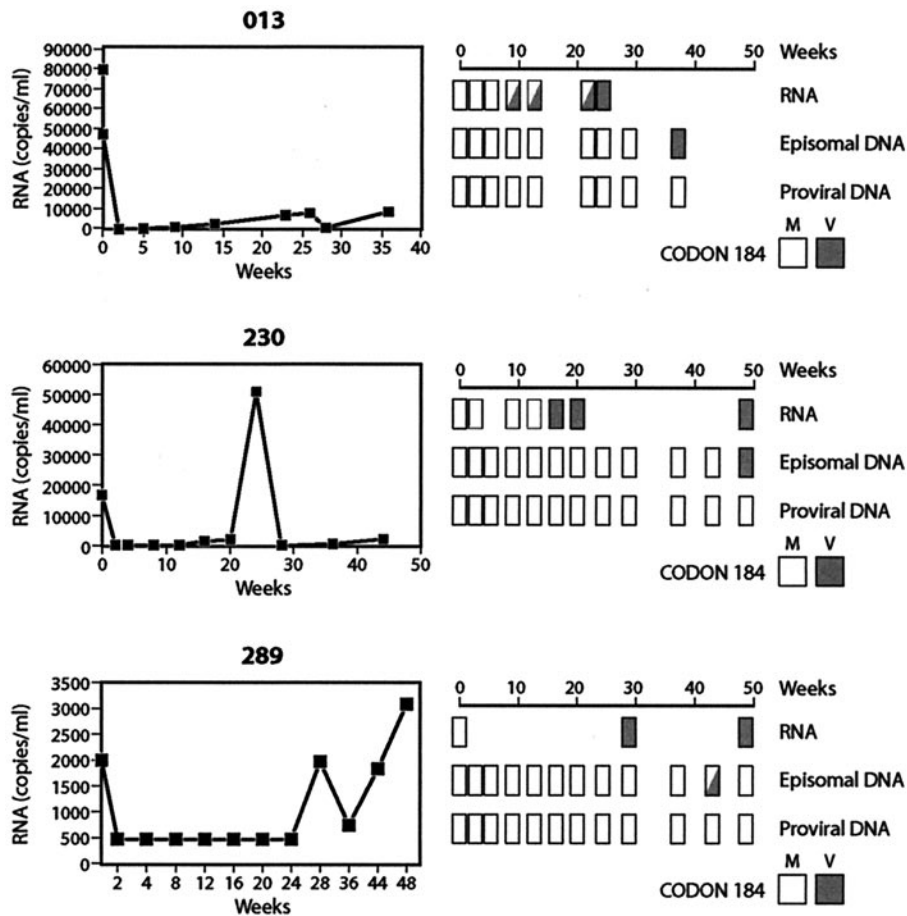 013
RNA (copies/ml)
90000
80000
70000
60000
50000
40000
30000
20000
10000
0
0 5 10 15 20 25 30 35 40
Weeks
0 10 20 30 40 50 Weeks
RNA
Episomal DNA
Proviral DNA
M V
CODON 184
230
RNA (copies/ml)
60000
50000
40000
30000
20000
10000
0
0 10 20 30 40 50
Weeks
0 10 20 30 40 50 Weeks
RNA
Episomal DNA
Proviral DNA
M V
CODON 184
289
RNA (copies/ml)
3500
3000
2500
2000
1500
1000
500
0
2 4 8 12 16 20 24 28 36 44 48
Weeks
0 10 20 30 40 50 Weeks
RNA
Episomal DNA
Proviral DNA
M V
CODON 184